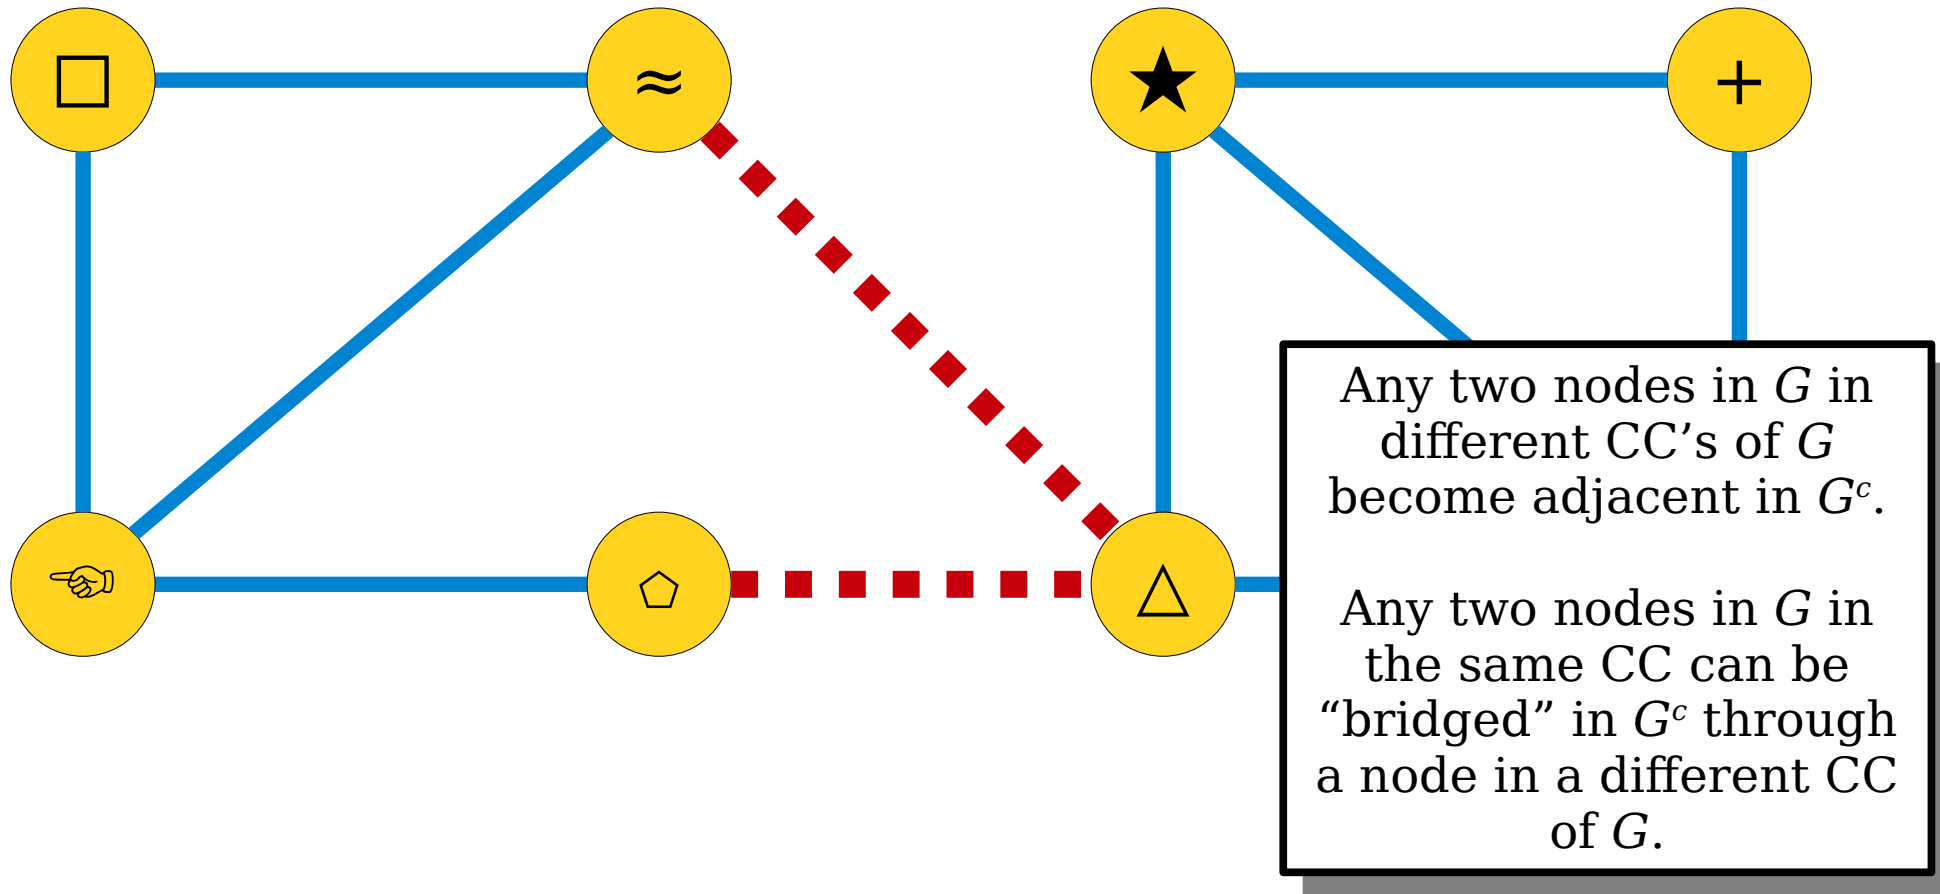 □ ≈ ★ +
☜ ⬠ △
Any two nodes in G in
different CC’s of G
become adjacent in Gᶜ.
Any two nodes in G in
the same CC can be
“bridged” in Gᶜ through
a node in a different CC
of G.